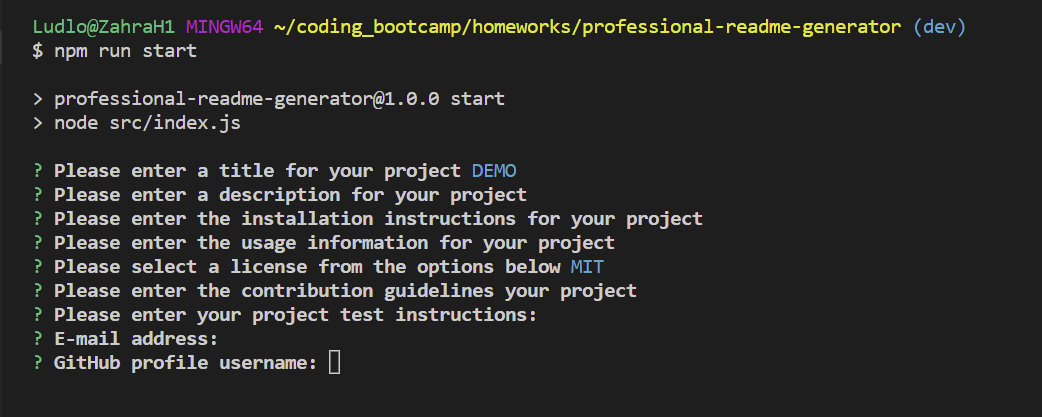 Ludlo@ZahraH1 MINGW64 ~/coding_bootcamp/homeworks/professional-readme-generator (dev)
$ npm run start
> professional-readme-generator@1.0.0 start
> node src/index.js
? Please enter a title for your project DEMO
? Please enter a description for your project
? Please enter the installation instructions for your project
? Please enter the usage information for your project
? Please select a license from the options below MIT
? Please enter the contribution guidelines your project
? Please enter your project test instructions:
? E-mail address:
? GitHub profile username: